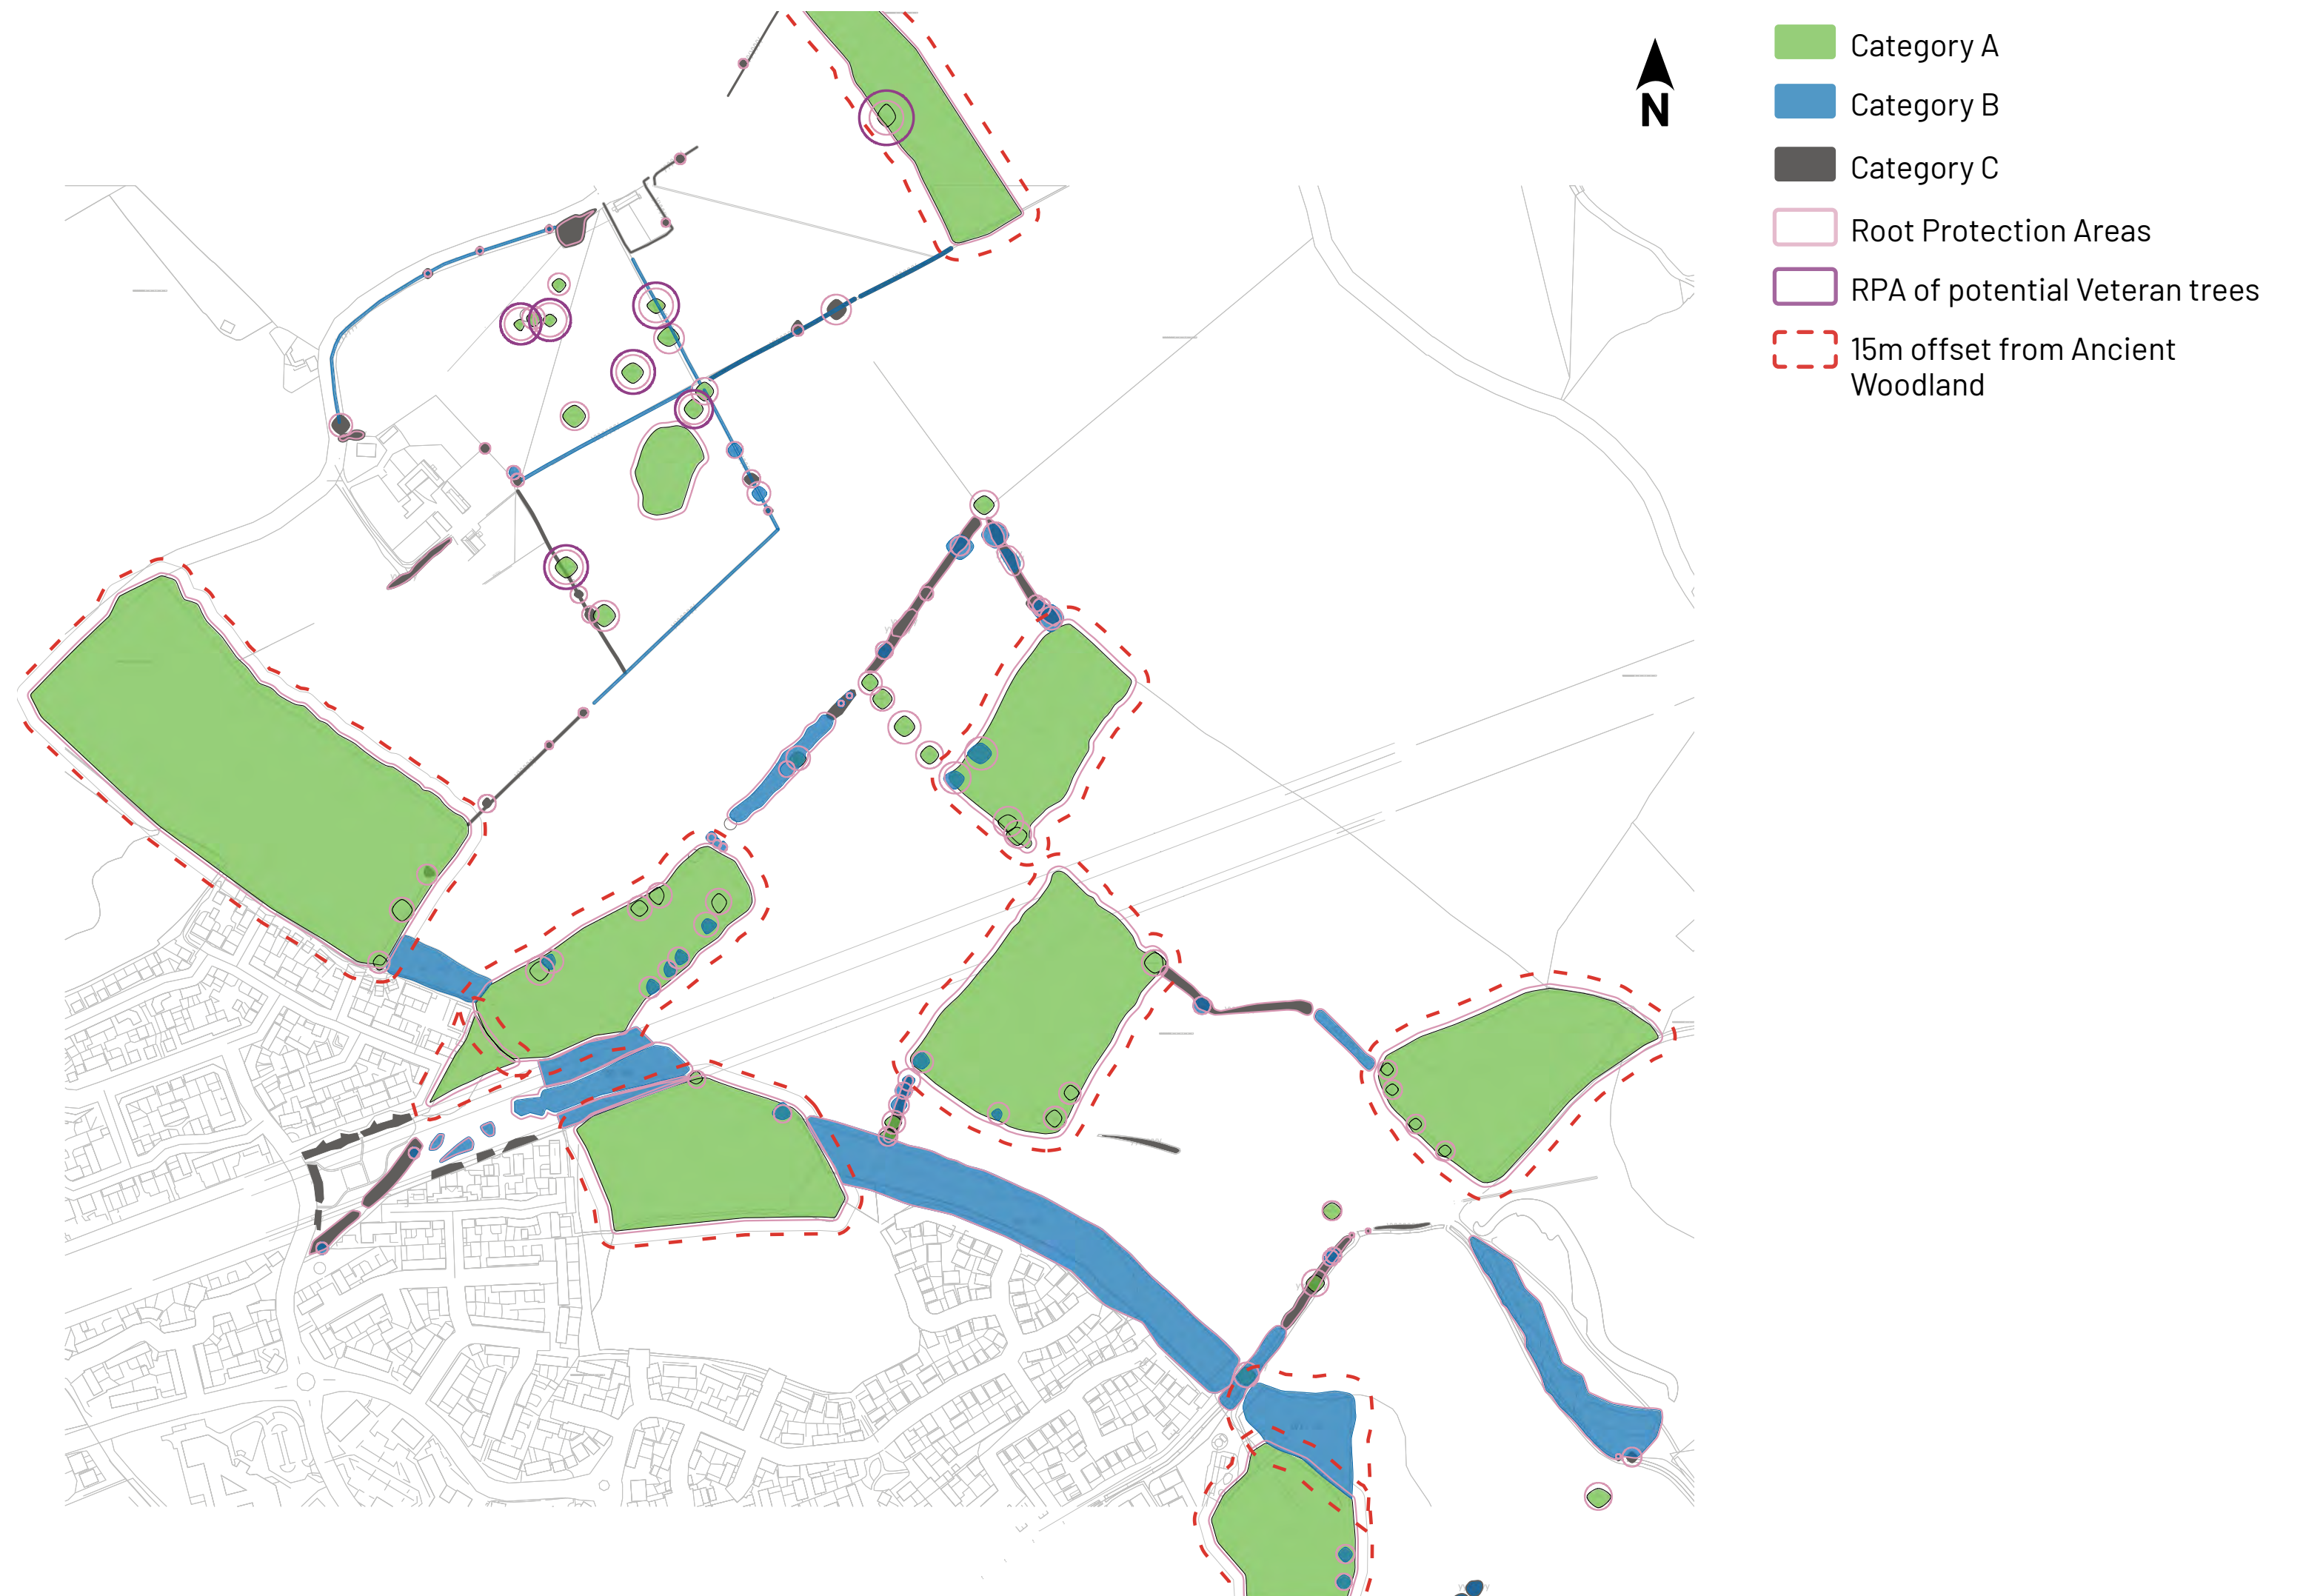 N
Category A
Category B
Category C
Root Protection Areas
RPA of potential Veteran trees
15m offset from Ancient
Woodland